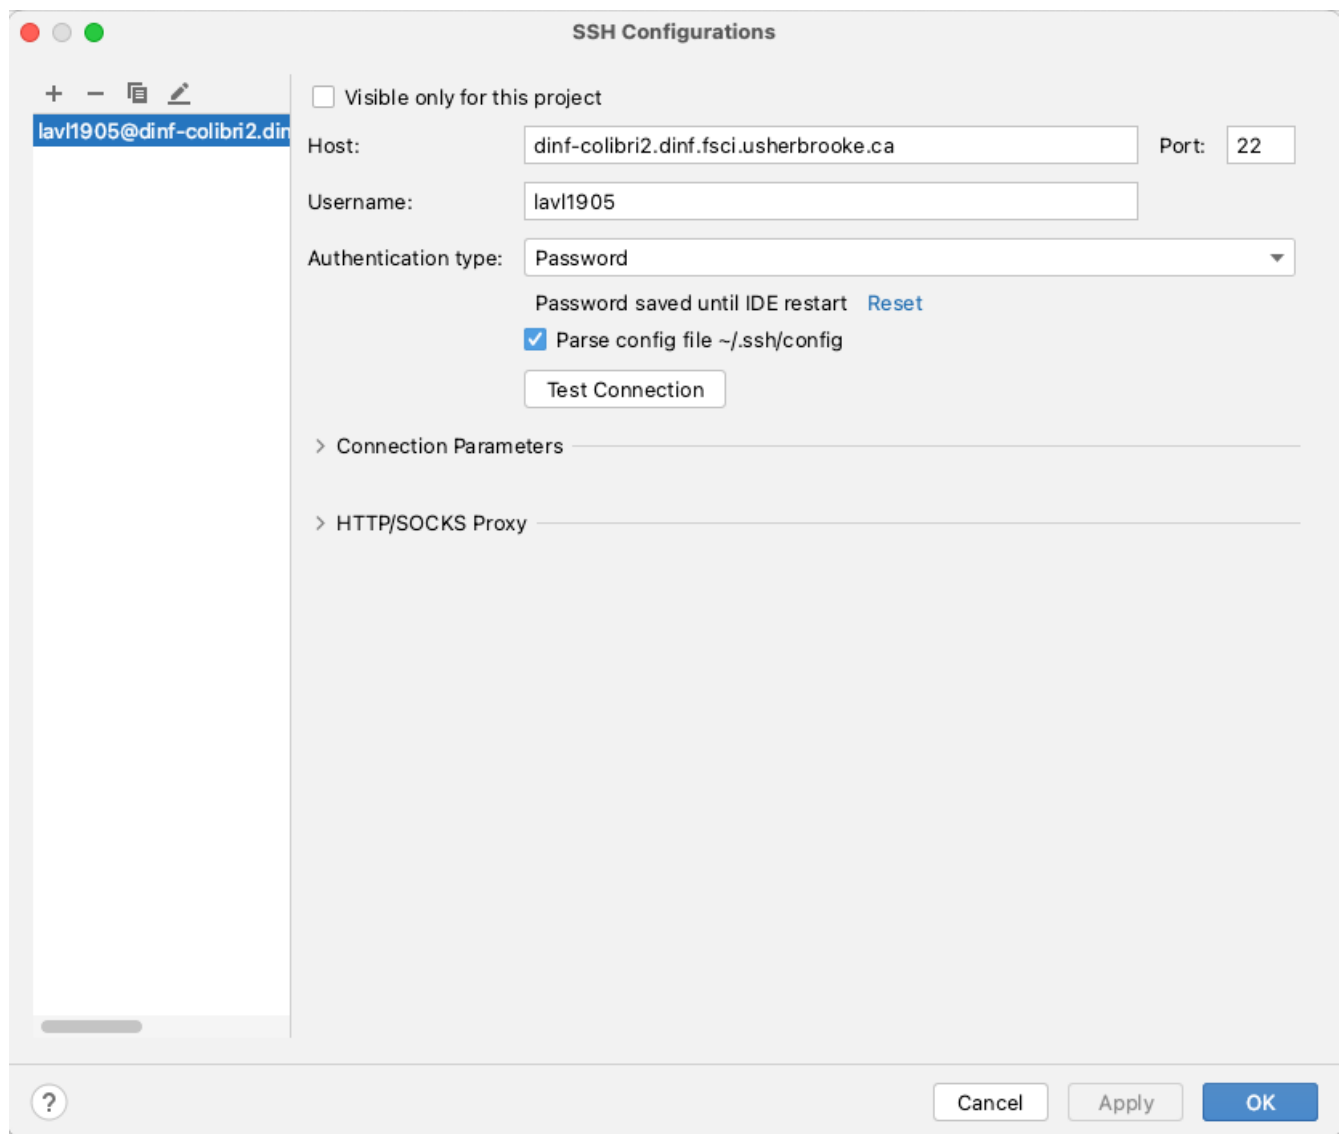 SSH Configurations
lavl1905@dinf-colibri2.din
Visible only for this project
Host: dinf-colibri2.dinf.fsci.usherbrooke.ca Port: 22
Username: lavl1905
Authentication type: Password
Password saved until IDE restart Reset
Parse config file ~/.ssh/config
Test Connection
Connection Parameters
HTTP/SOCKS Proxy
? Cancel Apply OK